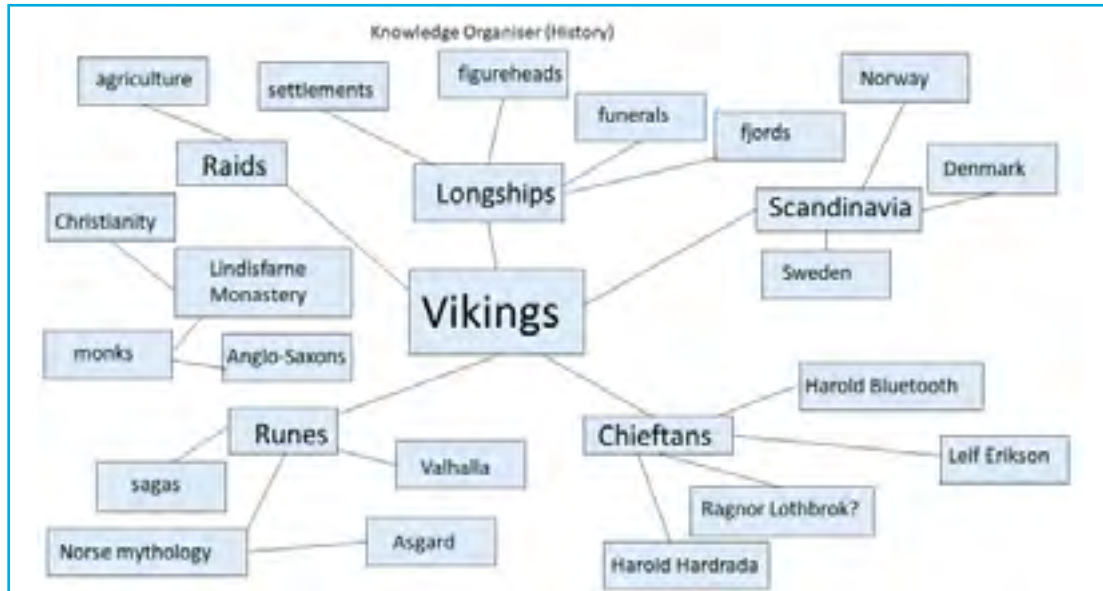 Knowledge Organiser (History)
agriculture
settlements
figureheads
funerals
fjords
Norway
Raids
Longships
Denmark
Scandinavia
Christianity
Lindisfarne
Monastery
Sweden
Vikings
monks
Anglo-Saxons
Harold Bluetooth
Runes
Chieftans
Leif Erikson
Valhalla
sagas
Ragnor Lothbrok?
Norse mythology
Asgard
Harold Hardrada